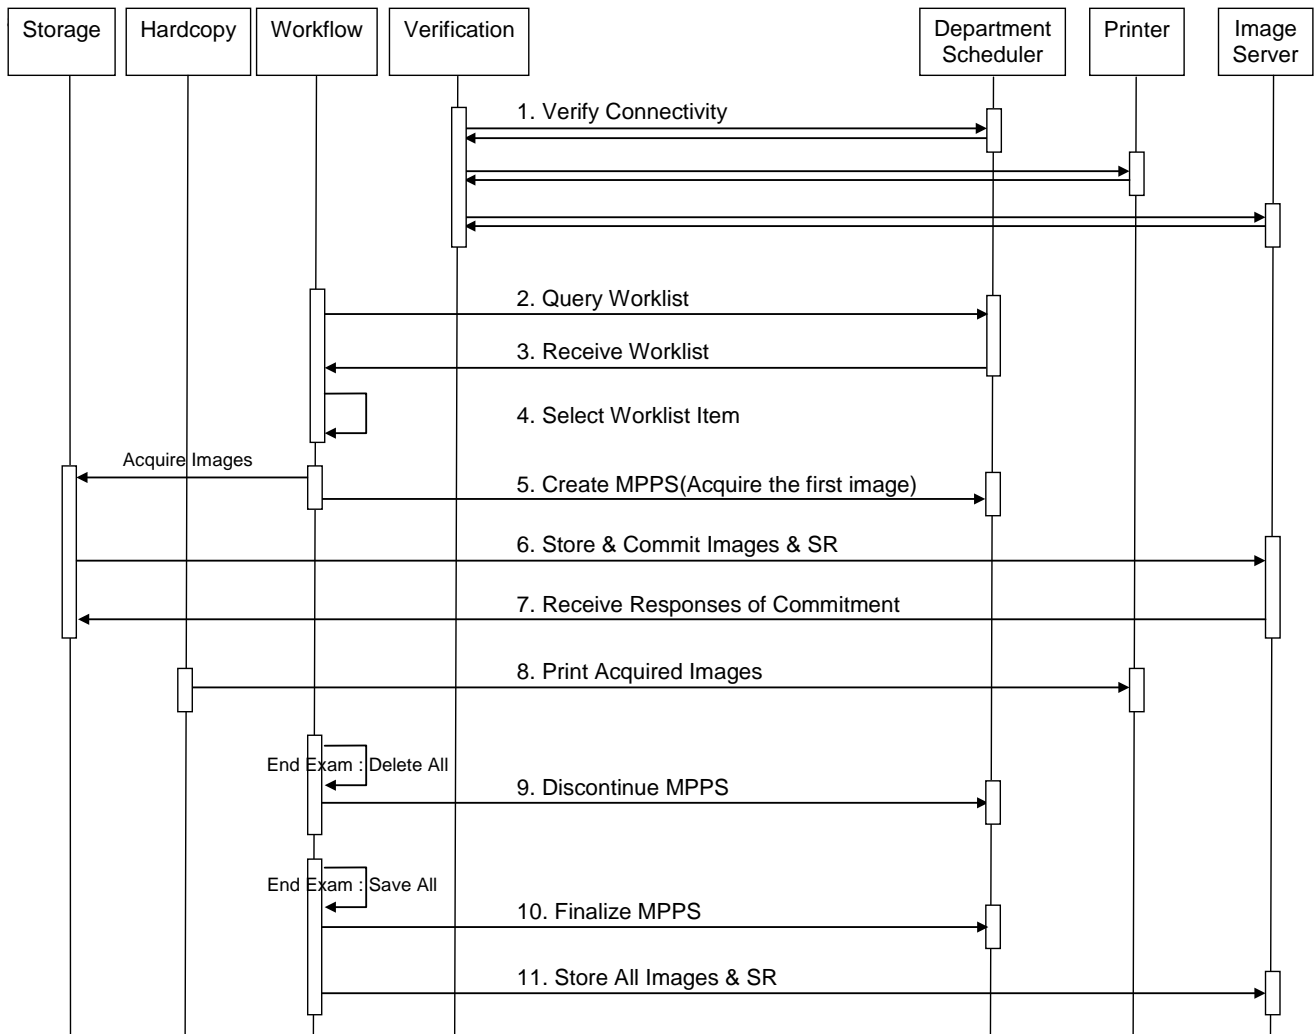 Storage
Hardcopy
Workflow
Verification
Department
Scheduler
Printer
Image
Server
1. Verify Connectivity
2. Query Worklist
3. Receive Worklist
4. Select Worklist Item
Acquire Images
5. Create MPPS(Acquire the first image)
6. Store & Commit Images & SR
7. Receive Responses of Commitment
8. Print Acquired Images
End Exam : Delete All
9. Discontinue MPPS
End Exam : Save All
10. Finalize MPPS
11. Store All Images & SR